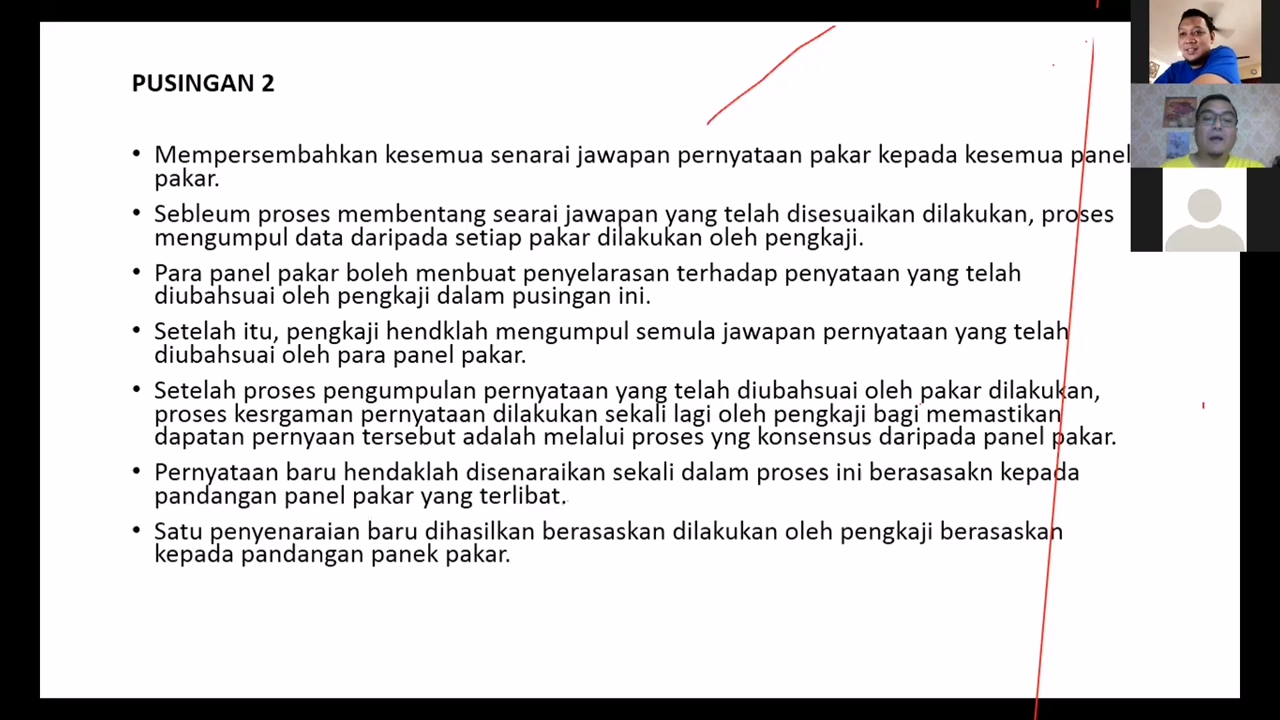 PUSINGAN 2
• Mempersembahkan kesemua senarai jawapan pernyataan pakar kepada kesemua panel
pakar.
• Sebleum proses membentang searai jawapan yang telah disesuaikan dilakukan, proses
mengumpul data daripada setiap pakar dilakukan oleh pengkaji.
• Para panel pakar boleh menbuat penyelarasan terhadap penyataan yang telah
diubahsuai oleh pengkaji dalam pusingan ini.
• Setelah itu, pengkaji hendklah mengumpul semula jawapan pernyataan yang telah
diubahsuai oleh para panel pakar.
• Setelah proses pengumpulan pernyataan yang telah diubahsuai oleh pakar dilakukan,
proses kesrgaman pernyataan dilakukan sekali lagi oleh pengkaji bagi memastikan
dapatan pernyaan tersebut adalah melalui proses yng konsensus daripada panel pakar.
• Pernyataan baru hendaklah disenaraikan sekali dalam proses ini berasasakn kepada
pandangan panel pakar yang terlibat.
• Satu penyenaraian baru dihasilkan berasaskan dilakukan oleh pengkaji berasaskan
kepada pandangan panek pakar.